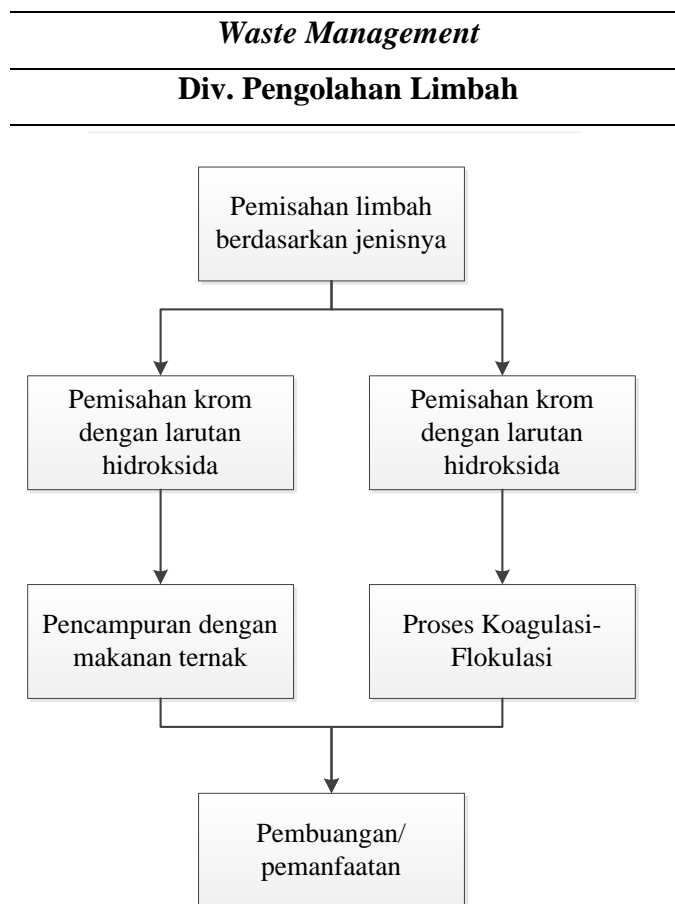 Waste Management
Div. Pengolahan Limbah
Pemisahan limbah
berdasarkan jenisnya
Pemisahan krom
dengan larutan
hidroksida
Pemisahan krom
dengan larutan
hidroksida
Pencampuran dengan
makanan ternak
Proses Koagulasi-
Flokulasi
Pembuangan/
pemanfaatan